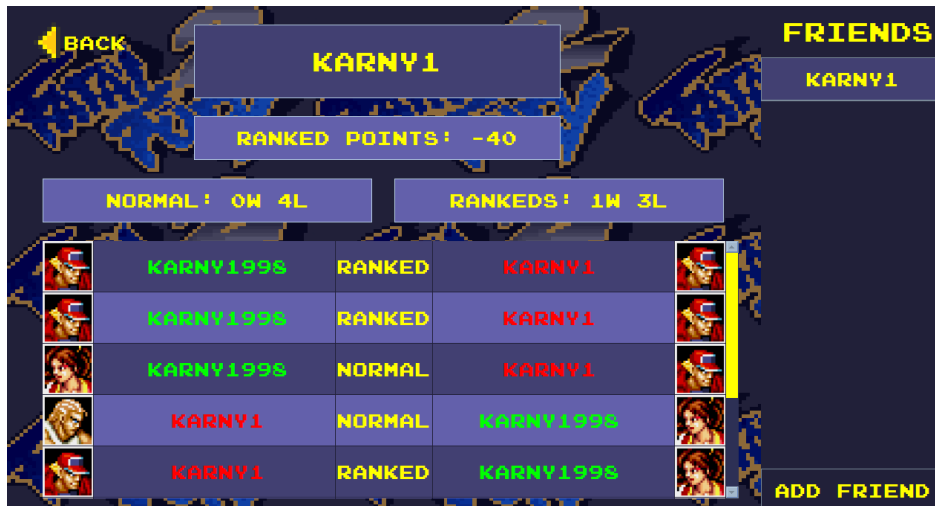 BACK
KARNY1
RANKED POINTS: -40
NORMAL: 0W 4L
RANKEDS: 1W 3L
KARNY1998 RANKED KARNY1
KARNY1998 RANKED KARNY1
KARNY1998 NORMAL KARNY1
KARNY1 NORMAL KARNY1998
KARNY1 RANKED KARNY1998
FRIENDS
KARNY1
ADD FRIEND